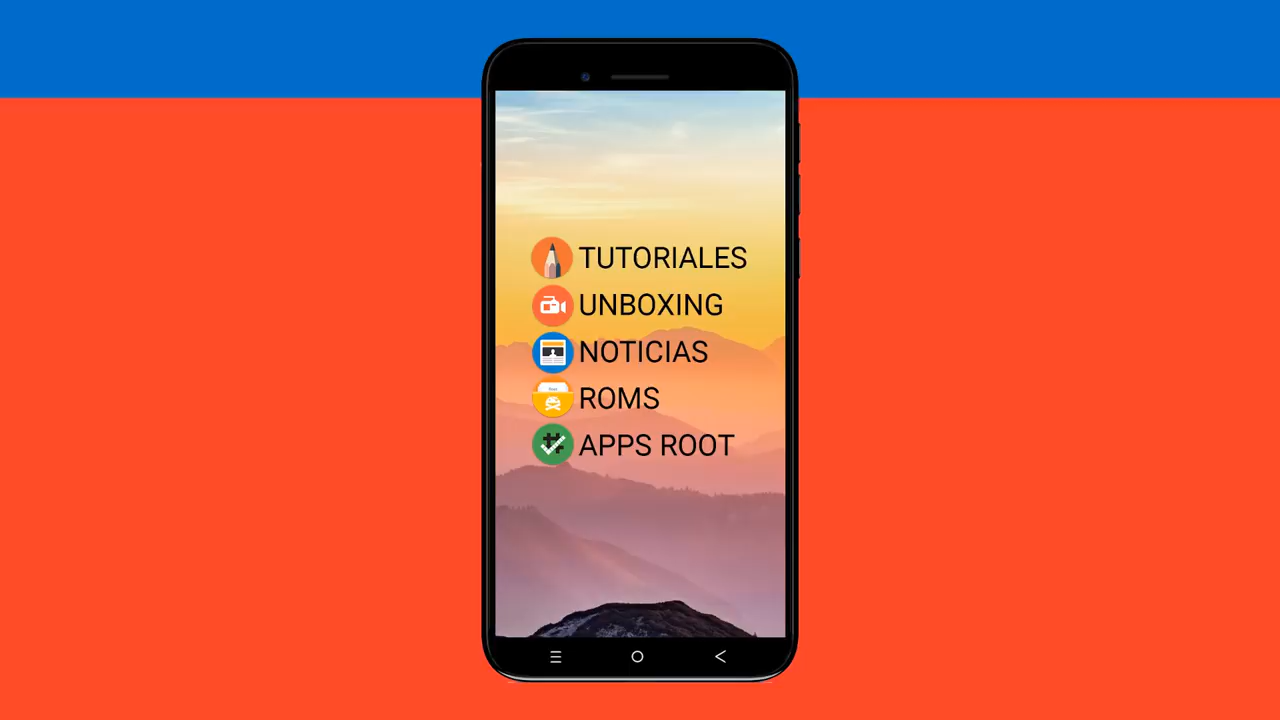 TUTORIALES
UNBOXING
NOTICIAS
ROMS
APPS ROOT